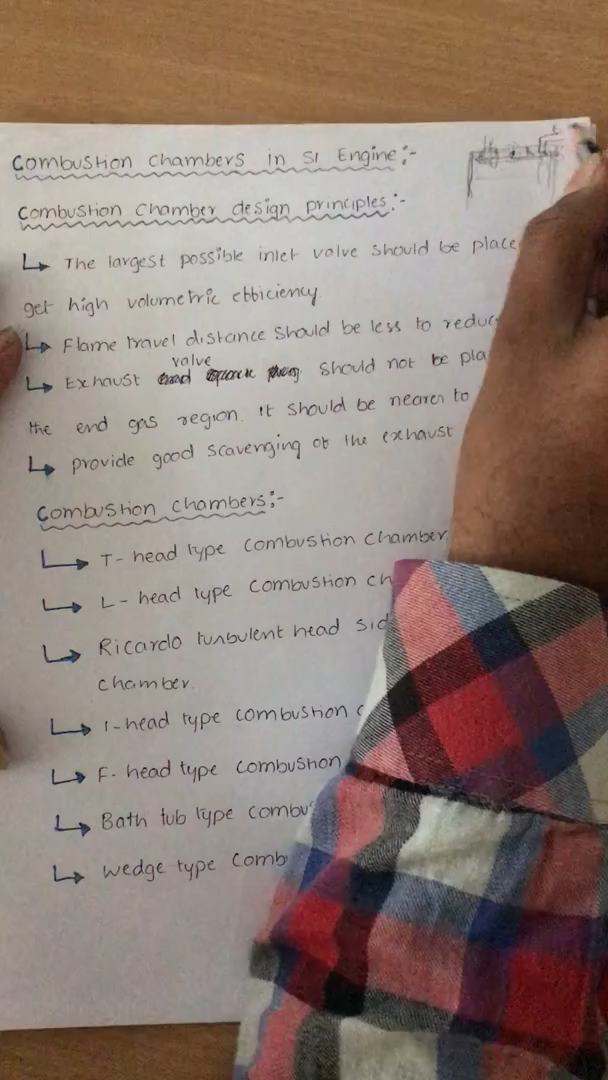 Combustion Chambers in SI Engine:-
Combustion Chamber design principles:-
↳ The largest possible inlet valve should be place
get high volumetric ebbiciency
↳ Flame travel distance should be less to reduc
valve
↳ Exhaust should not be pla
the end gas region. it should be nearer to
↳ provide good scavenging ob the exhaust
Combustion chambers:-
↳ T- head type combustion chamber
↳ L- head type combustion ch
↳ Ricardo turbulent head sid
chamber.
↳ I-head type combustion c
↳ F- head type combustion
↳ Bath tub type combu
↳ wedge type comb